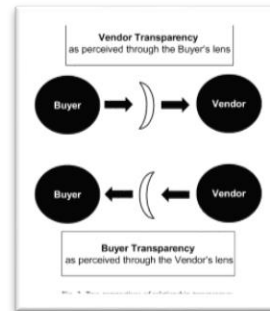 Vendor Transparency
as perceived through the Buyer's lens
Buyer
Vendor
Buyer
Vendor
Buyer Transparency
as perceived through the Vendor's lens